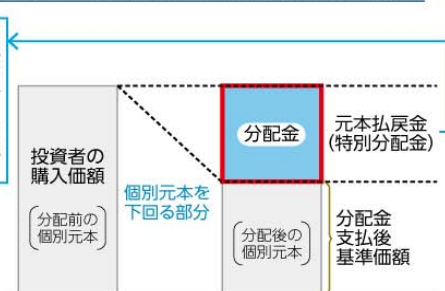 分配金
元本払戻金
(特別分配金)
投資者の
購入価額
(分配前の
個別元本)
個別元本を
下回る部分
(分配後の
個別元本)
分配金
支払後
基準価額